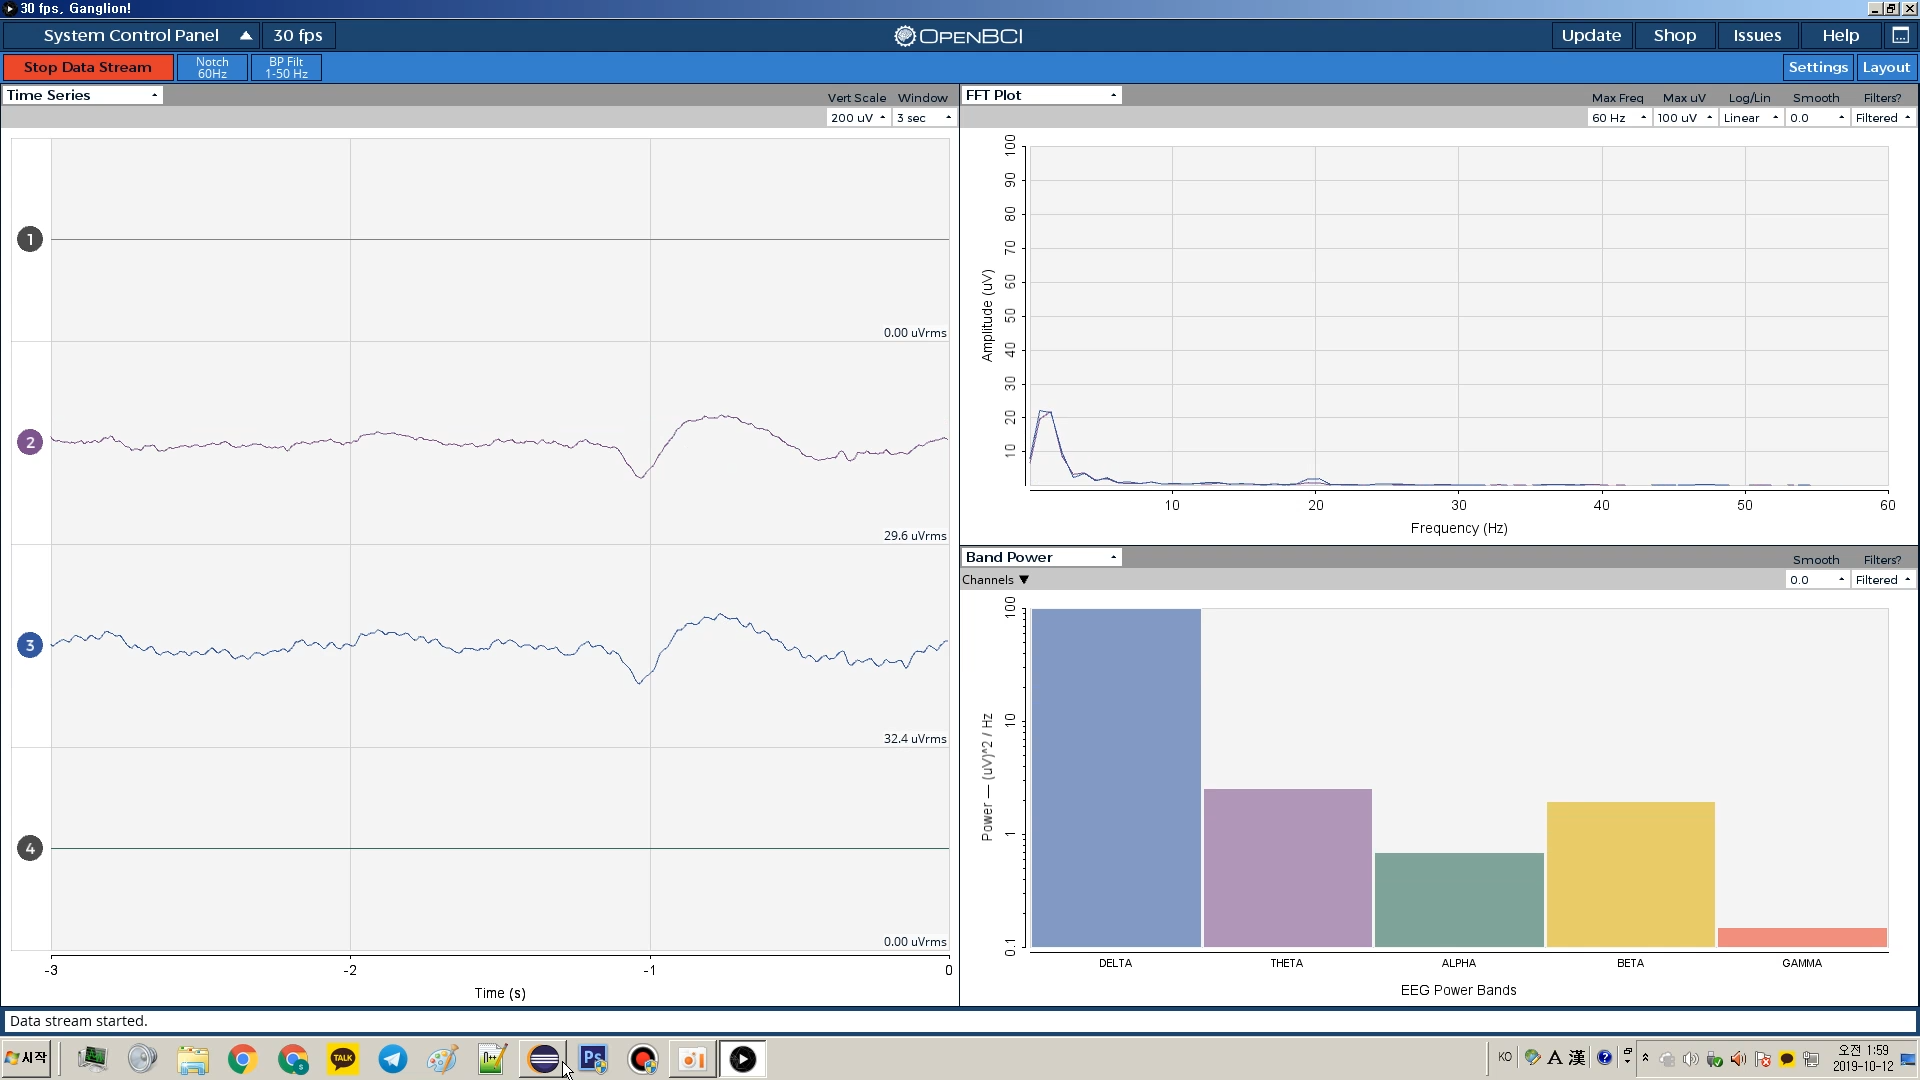 30 fps, Ganglion!
System Control Panel
30 fps
OPENBCI
Update
Shop
Issues
Help
Stop Data Stream
Notch
60Hz
BP Filt
1-50 Hz
Settings
Layout
Time Series
Vert Scale
Window
200 uV
3 sec
1
0.00 uVrms
2
29.6 uVrms
3
32.4 uVrms
4
0.00 uVrms
-3
-2
-1
0
Time (s)
FFT Plot
Max Freq
Max uV
Log/Lin
Smooth
Filters?
60 Hz
100 uV
Linear
0.0
Filtered
100
90
80
70
60
50
40
30
20
10
Amplitude (uV)
10
20
30
40
50
60
Frequency (Hz)
Band Power
Smooth
Filters?
Channels
0.0
Filtered
100
10
1
0.1
Power — (uV)^2 / Hz
DELTA
THETA
ALPHA
BETA
GAMMA
EEG Power Bands
Data stream started.
시작
TALK
S
Ps
KO
A
漢
오전 1:59
2019-10-12